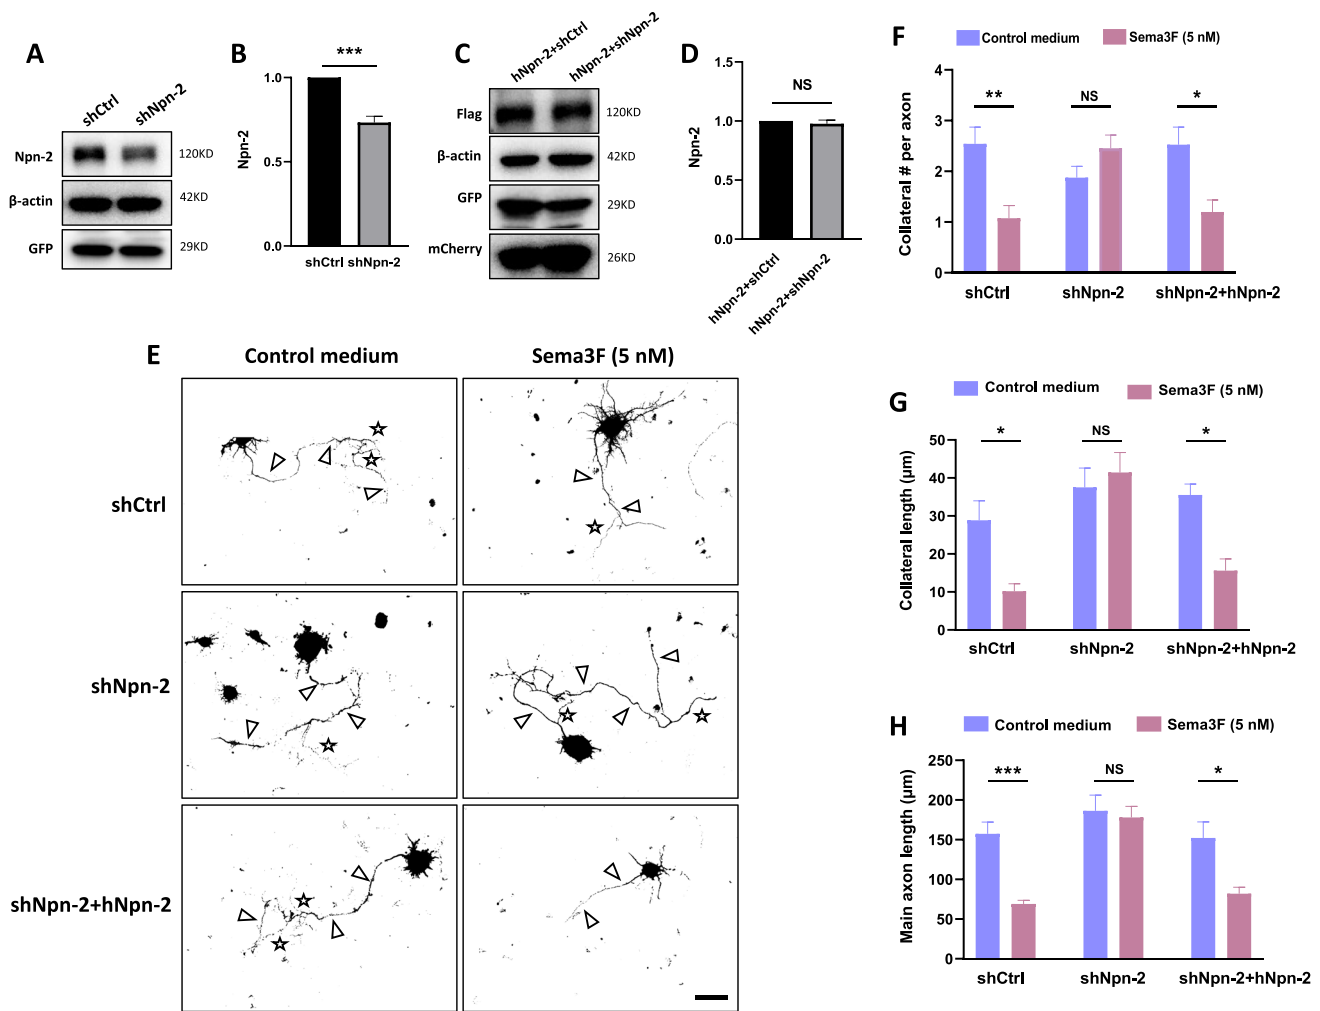 A
shCtrl
shNpn-2
Npn-2
120KD
β-actin
42KD
GFP
29KD
B
***
1.0
0.5
0.0
Npn-2
shCtrl shNpn-2
C
hNpn-2+shCtrl
hNpn-2+shNpn-2
Flag
120KD
β-actin
42KD
GFP
29KD
mCherry
26KD
D
NS
1.5
1.0
0.5
0.0
Npn-2
hNpn-2+shCtrl
hNpn-2+shNpn-2
E
Control medium
Sema3F (5 nM)
shCtrl
shNpn-2
shNpn-2+hNpn-2
F
Control medium
Sema3F (5 nM)
Collateral # per axon
4
3
2
1
0
**
NS
*
shCtrl
shNpn-2
shNpn-2+hNpn-2
G
Control medium
Sema3F (5 nM)
Collateral length (μm)
50
40
30
20
10
0
*
NS
*
shCtrl
shNpn-2
shNpn-2+hNpn-2
H
Control medium
Sema3F (5 nM)
Main axon length (μm)
250
200
150
100
50
0
***
NS
*
shCtrl
shNpn-2
shNpn-2+hNpn-2